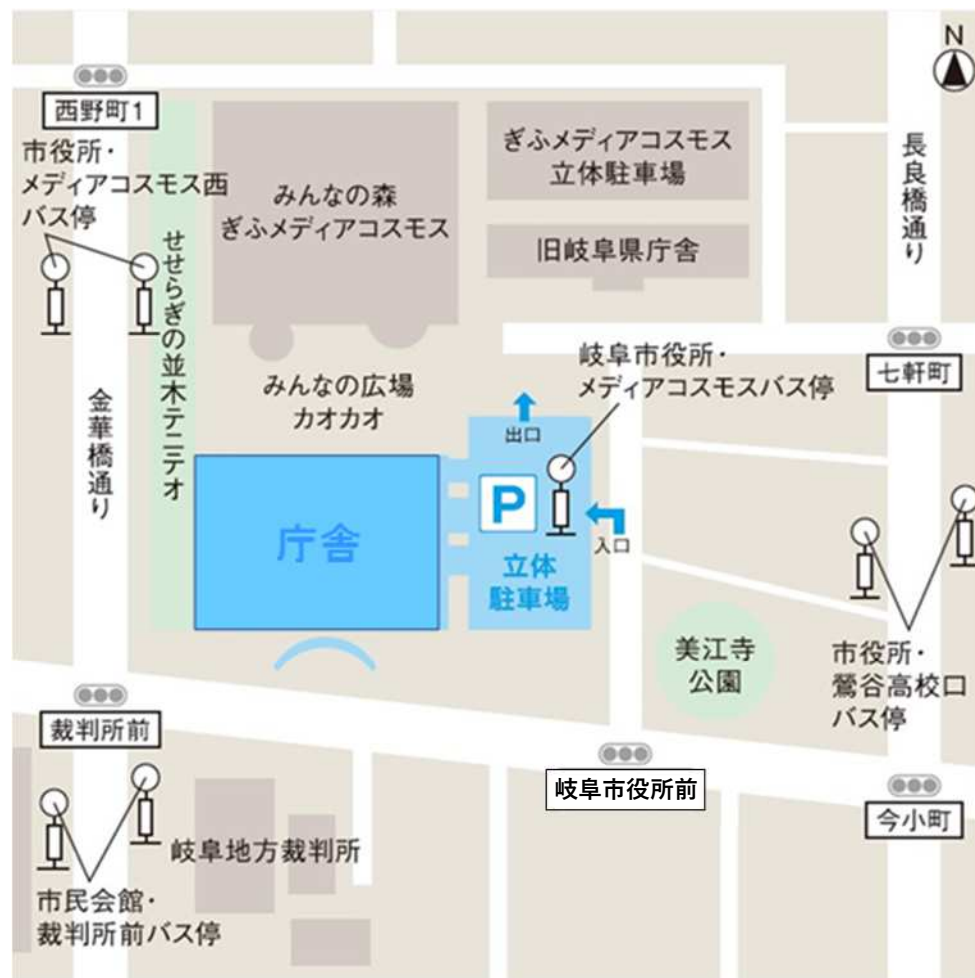 N
西野町1
市役所・
メディアコスモス西
バス停
せせらぎの並木テニテオ
金華橋通り
みんなの森
ぎふメディアコスモス
ぎふメディアコスモス
立体駐車場
旧岐阜県庁舎
長良橋通り
七軒町
岐阜市役所・
メディアコスモスバス停
みんなの広場
カオカオ
出口
P
入口
立体
駐車場
庁舎
美江寺
公園
市役所・
鶯谷高校口
バス停
裁判所前
岐阜市役所前
今小町
岐阜地方裁判所
市民会館・
裁判所前バス停